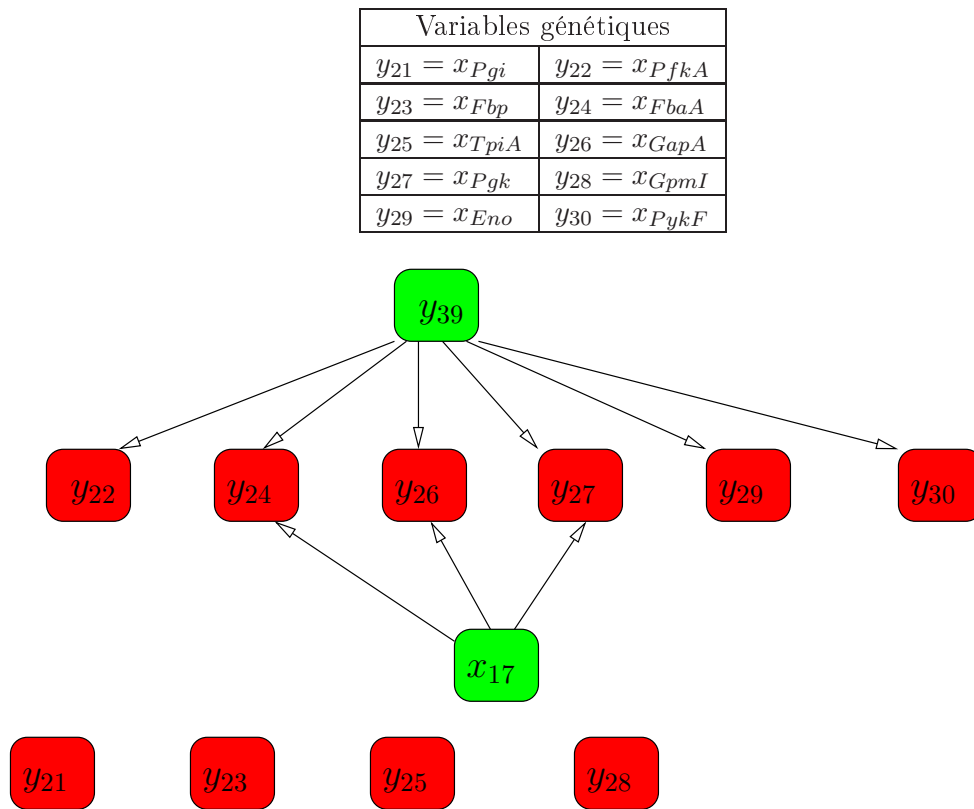 Variables génétiques
y21 = xPgi y22 = xPfkA
y23 = xFbp y24 = xFbaA
y25 = xTpiA y26 = xGapA
y27 = xPgk y28 = xGpmI
y29 = xEno y30 = xPykF
y39
y22 y24 y26 y27 y29 y30
x17
y21 y23 y25 y28